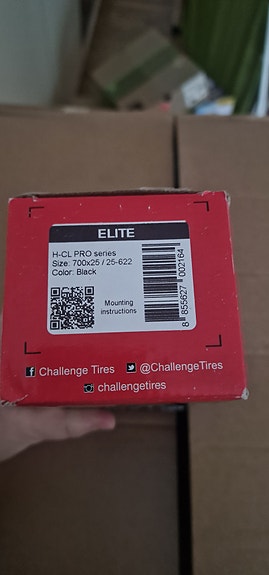 ELITE
H-CL PRO series
Size: 700x25 / 25-622
Color: Black
Mounting
instructions
8 855627 002164
Challenge Tires
@ChallengeTires
challengetires